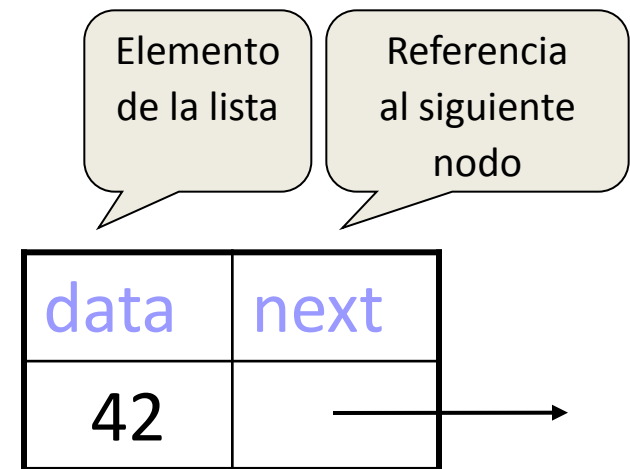 Elemento
de la lista
Referencia
al siguiente
nodo
data next
42